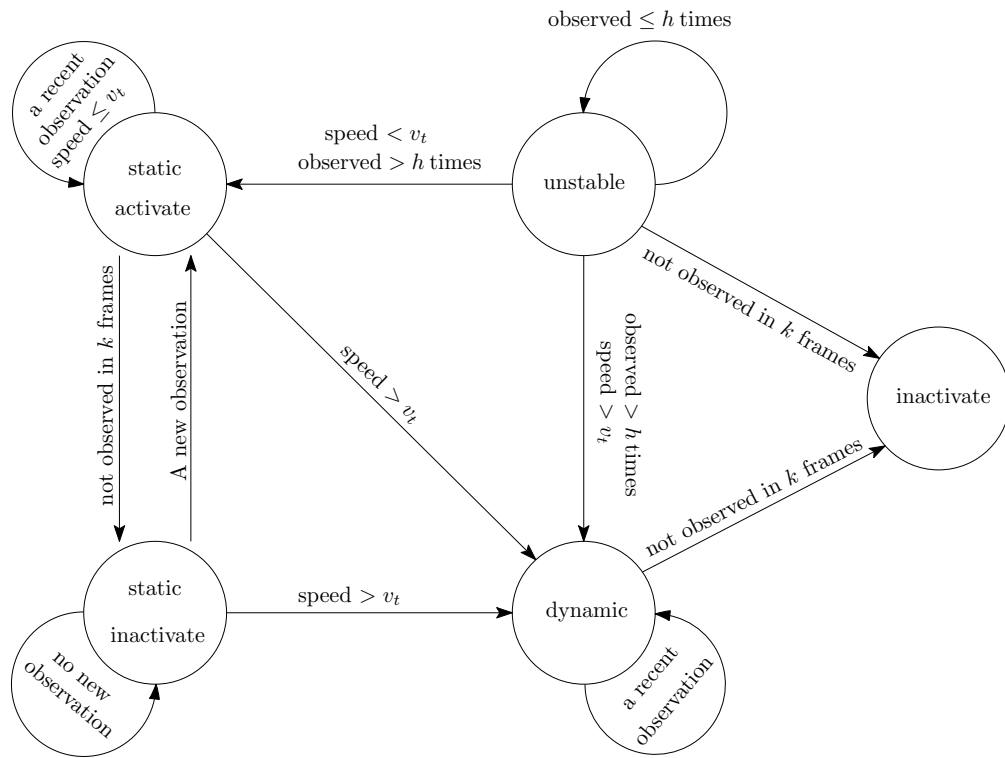 observed ≤ h times
a recent
observation
speed ≤ v_t
speed < v_t
observed > h times
static
activate
unstable
not observed in k frames
A new observation
speed > v_t
observed > h times
speed > v_t
not observed in k frames
inactivate
not observed in k frames
static
inactivate
speed > v_t
dynamic
no new
observation
a recent
observation